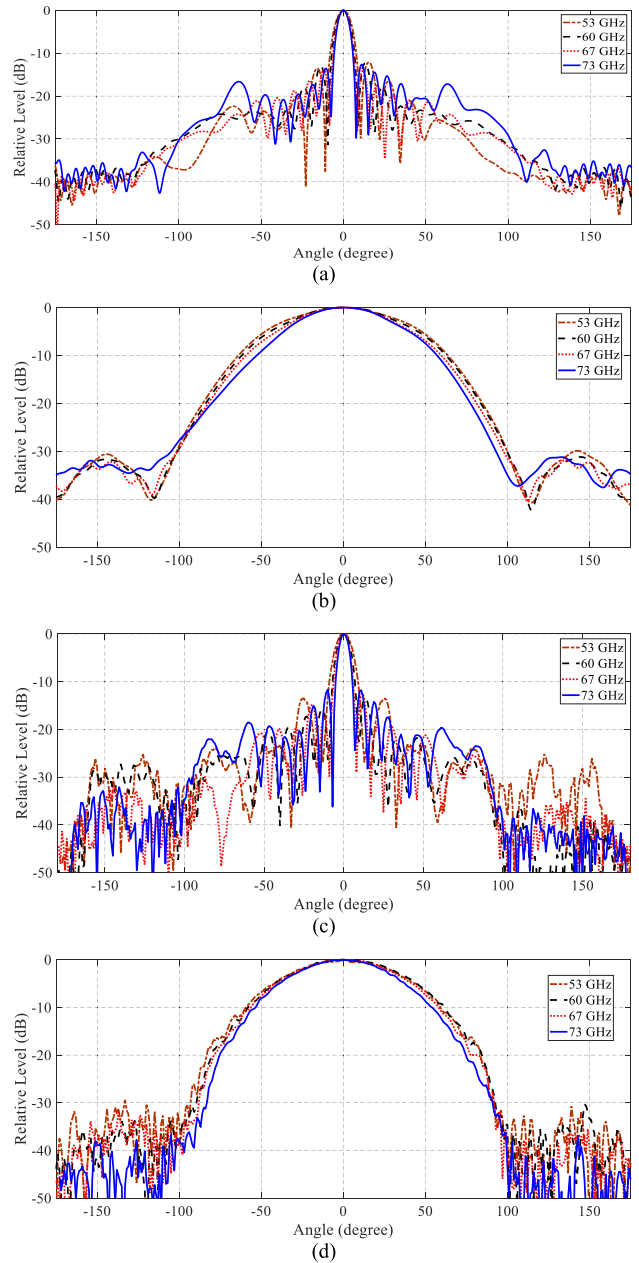 0
-10
-20
-30
-40
-50
Relative Level (dB)
53 GHz
60 GHz
67 GHz
73 GHz
-150 -100 -50 0 50 100 150
Angle (degree)
(a)
0
-10
-20
-30
-40
-50
Relative Level (dB)
53 GHz
60 GHz
67 GHz
73 GHz
-150 -100 -50 0 50 100 150
Angle (degree)
(b)
0
-10
-20
-30
-40
-50
Relative Level (dB)
53 GHz
60 GHz
67 GHz
73 GHz
-150 -100 -50 0 50 100 150
Angle (degree)
(c)
0
-10
-20
-30
-40
-50
Relative Level (dB)
53 GHz
60 GHz
67 GHz
73 GHz
-150 -100 -50 0 50 100 150
Angle (degree)
(d)